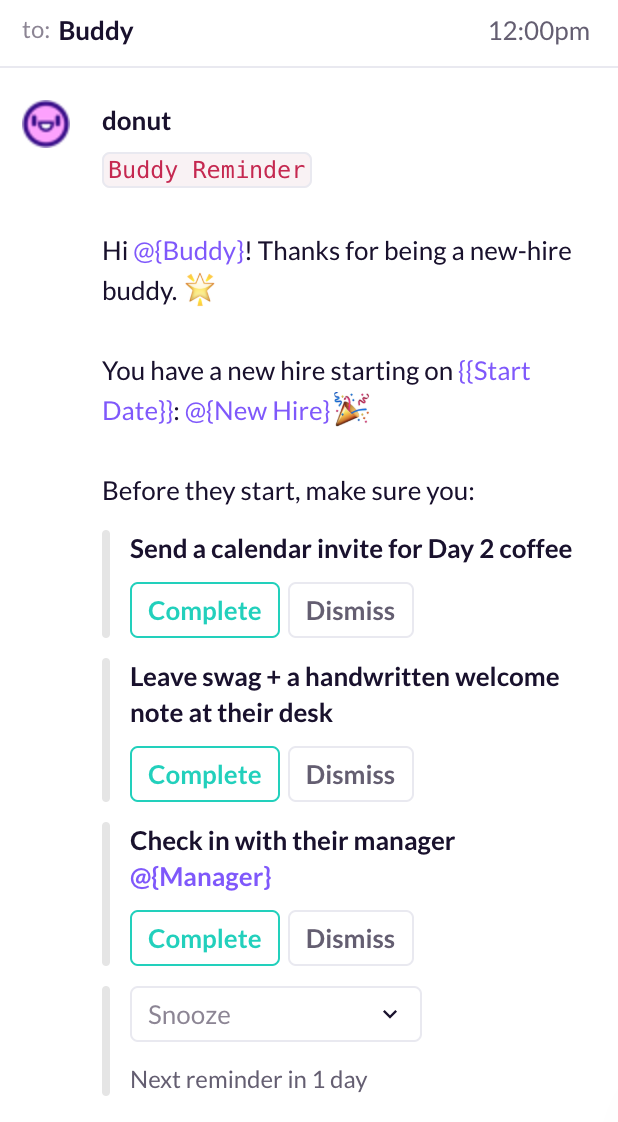 to: Buddy 12:00pm
donut
Buddy Reminder
Hi @{Buddy}! Thanks for being a new-hire
buddy. 🌟
You have a new hire starting on {{Start
Date}}: @{New Hire} 🎉
Before they start, make sure you:
Send a calendar invite for Day 2 coffee
Complete Dismiss
Leave swag + a handwritten welcome
note at their desk
Complete Dismiss
Check in with their manager
@{Manager}
Complete Dismiss
Snooze
Next reminder in 1 day